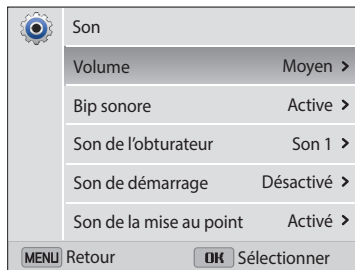 Son
Volume Moyen >
Bip sonore Active >
Son de l'obturateur Son 1 >
Son de démarrage Désactivé >
Son de la mise au point Activé >
MENU Retour OK Sélectionner